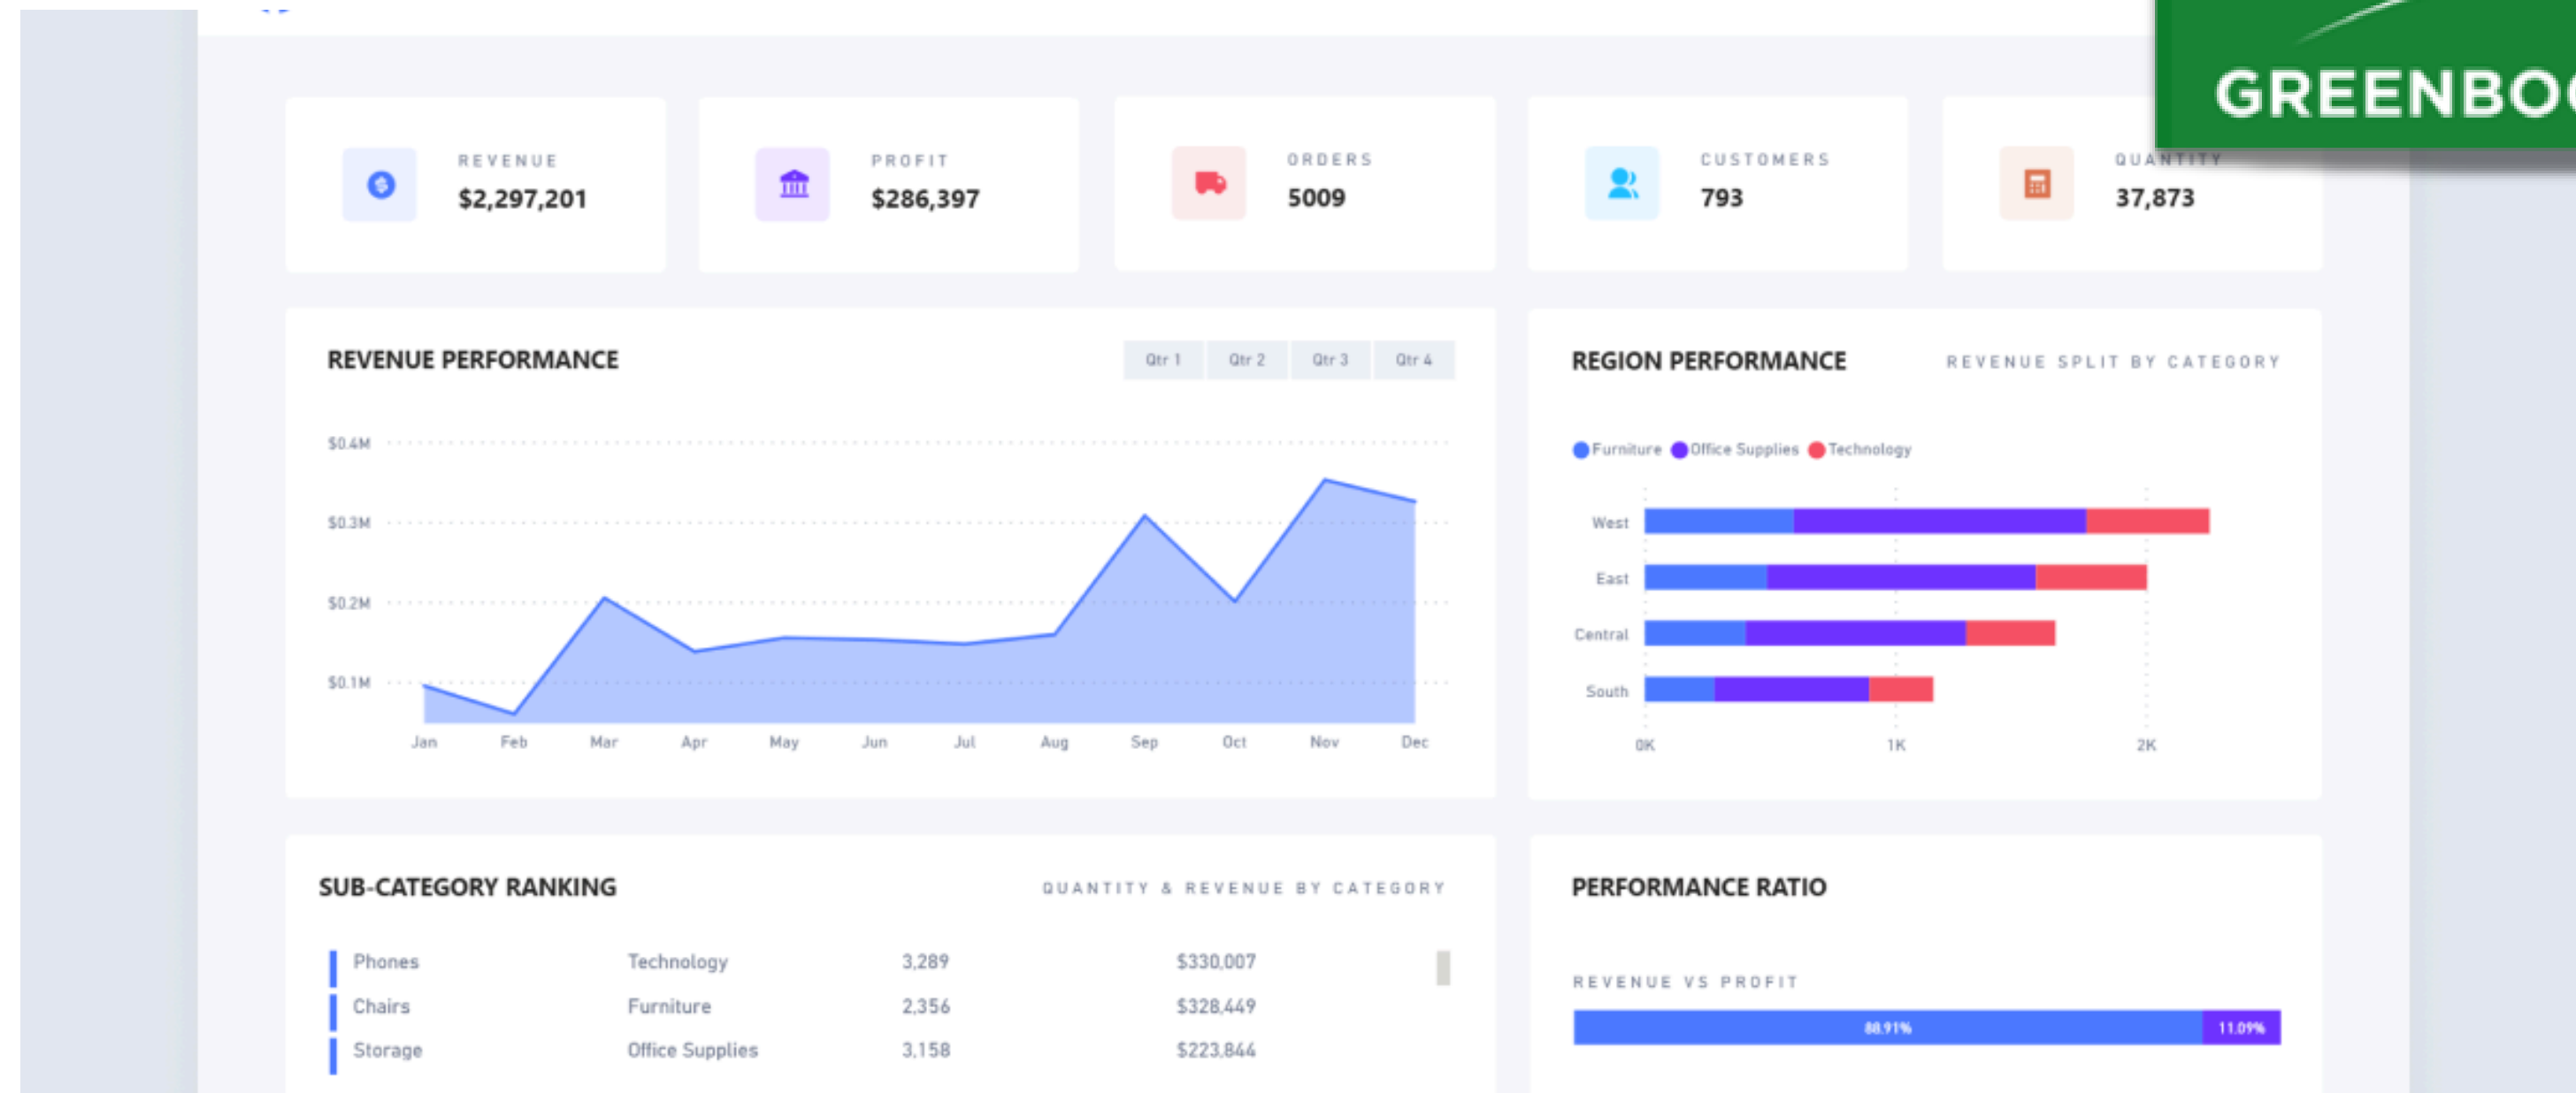 GREENBO
REVENUE
$2,297,201
PROFIT
$286,397
ORDERS
5009
CUSTOMERS
793
QUANTITY
37,873
REVENUE PERFORMANCE
Qtr 1 Qtr 2 Qtr 3 Qtr 4
$0.4M
$0.3M
$0.2M
$0.1M
Jan Feb Mar Apr May Jun Jul Aug Sep Oct Nov Dec
REGION PERFORMANCE
REVENUE SPLIT BY CATEGORY
Furniture Office Supplies Technology
West
East
Central
South
0K 1K 2K
SUB-CATEGORY RANKING
QUANTITY & REVENUE BY CATEGORY
Phones Technology 3,289 $330,007
Chairs Furniture 2,356 $328,449
Storage Office Supplies 3,158 $223,844
PERFORMANCE RATIO
REVENUE VS PROFIT
88.91% 11.09%